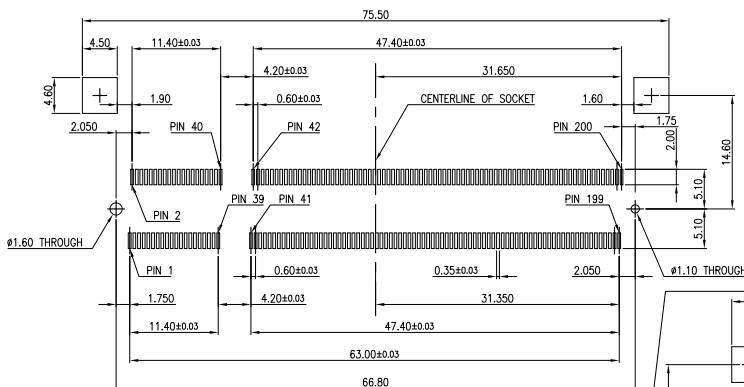 75.50
4.50
11.40±0.03
47.40±0.03
4.20±0.03
31.650
4.60
1.90
0.60±0.03
CENTERLINE OF SOCKET
1.60
2.050
PIN 40
PIN 42
PIN 200
1.75
2.00
14.60
5.10
PIN 2
PIN 39
PIN 41
PIN 199
ø1.60 THROUGH
5.10
PIN 1
0.60±0.03
0.35±0.03
2.050
ø1.10 THROUGH
1.750
4.20±0.03
31.350
11.40±0.03
47.40±0.03
63.00±0.03
66.80